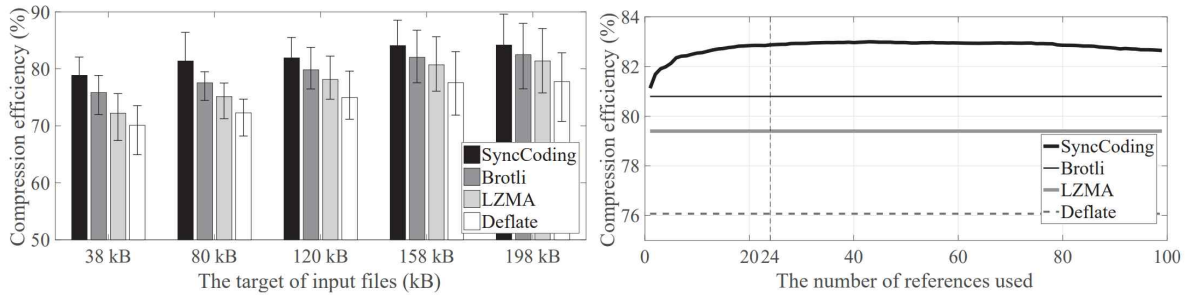 Compression efficiency (%)
90
80
70
60
50
38 kB
80 kB
120 kB
158 kB
198 kB
The target of input files (kB)
SyncCoding
Brotli
LZMA
Deflate
Compression efficiency (%)
84
82
80
78
76
0
20
24
40
60
80
100
The number of references used
SyncCoding
Brotli
LZMA
Deflate